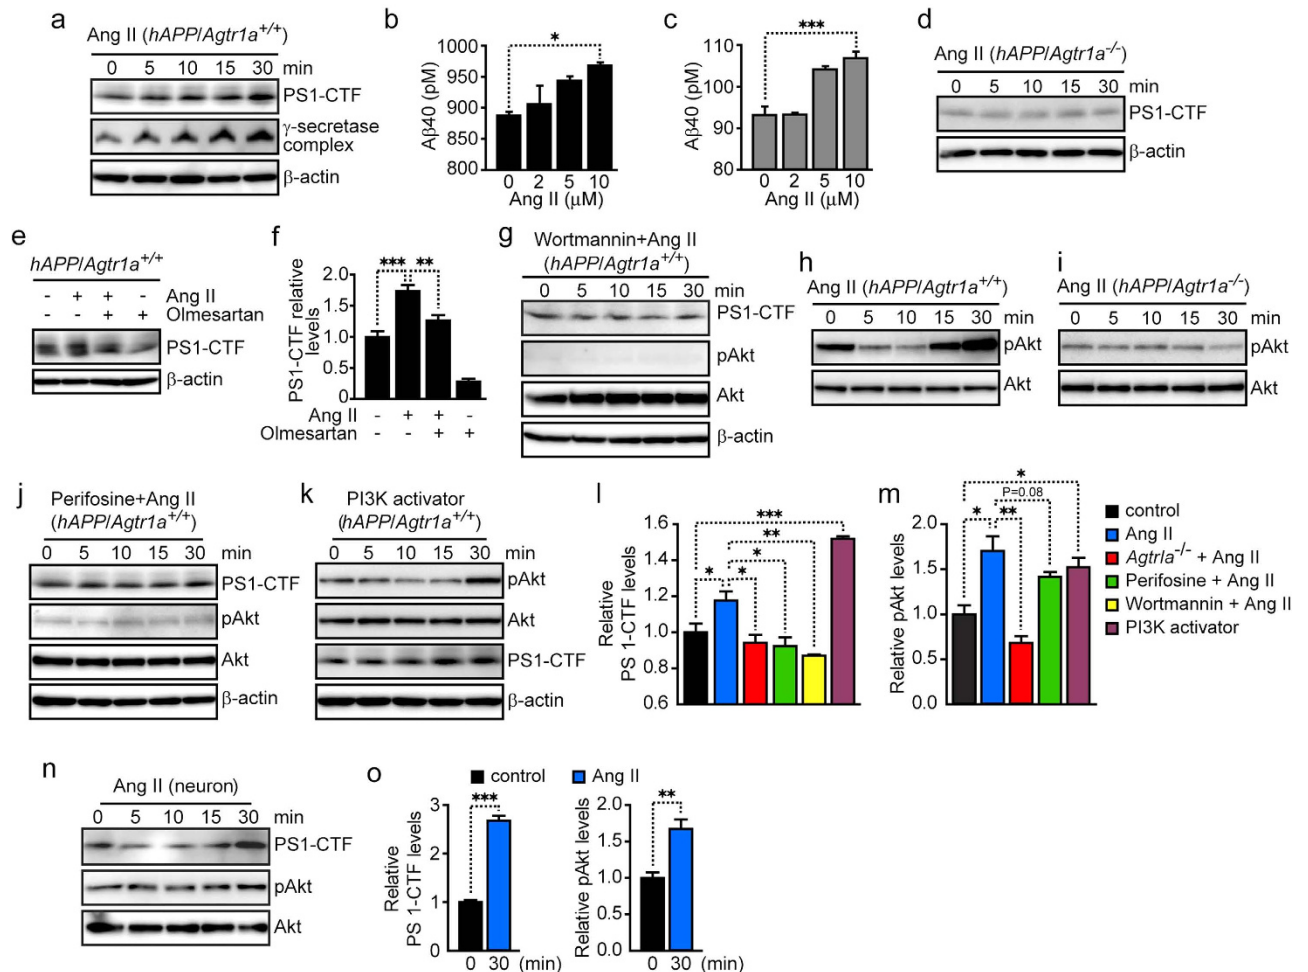 a
Ang II (hAPP/Agtr1a+/+)
0 5 10 15 30 min
PS1-CTF
γ-secretase
complex
β-actin
b
Aβ40 (pM)
1000
950
900
850
800
*
0 2 5 10
Ang II (μM)
c
Aβ40 (pM)
110
100
90
80
***
0 2 5 10
Ang II (μM)
d
Ang II (hAPP/Agtr1a-/-)
0 5 10 15 30 min
PS1-CTF
β-actin
e
hAPP/Agtr1a+/+
- + + - Ang II
- - + + Olmesartan
PS1-CTF
β-actin
f
PS1-CTF relative
levels
2.0
1.5
1.0
0.5
0
*** **
Ang II - + + -
Olmesartan - - + +
g
Wortmannin+Ang II
(hAPP/Agtr1a+/+)
0 5 10 15 30 min
PS1-CTF
pAkt
Akt
β-actin
h
Ang II (hAPP/Agtr1a+/+)
0 5 10 15 30 min
pAkt
Akt
i
Ang II (hAPP/Agtr1a-/-)
0 5 10 15 30 min
pAkt
Akt
j
Perifosine+Ang II
(hAPP/Agtr1a+/+)
0 5 10 15 30 min
PS1-CTF
pAkt
Akt
β-actin
k
PI3K activator
(hAPP/Agtr1a+/+)
0 5 10 15 30 min
pAkt
Akt
PS1-CTF
β-actin
l
Relative
PS 1-CTF levels
1.6
1.4
1.2
1.0
0.8
0.6
***
**
*
* *
m
Relative pAkt levels
2.0
1.5
1.0
0.5
0
*
P=0.08
* **
control
Ang II
Agtrla-/- + Ang II
Perifosine + Ang II
Wortmannin + Ang II
PI3K activator
n
Ang II (neuron)
0 5 10 15 30 min
PS1-CTF
pAkt
Akt
o
control Ang II
Relative
PS 1-CTF levels
3
2
1
0
***
0 30 (min)
Relative pAkt levels
2.0
1.5
1.0
0.5
0
**
0 30 (min)